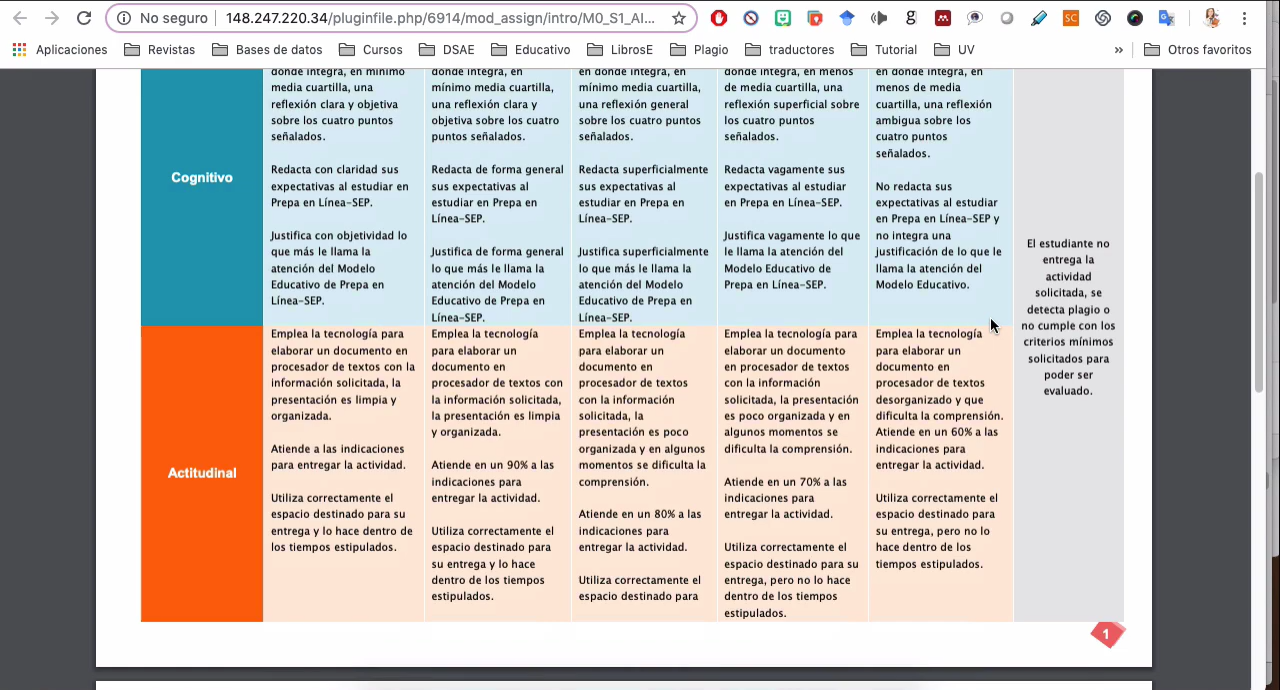 No seguro
148.247.220.34/pluginfile.php/6914/mod_assign/intro/M0_S1_AI...
Aplicaciones
Revistas
Bases de datos
Cursos
DSAE
Educativo
LibrosE
Plagio
traductores
Tutorial
UV
»
Otros favoritos
Cognitivo
donde integra, en mínimo
media cuartilla, una
reflexión clara y objetiva
sobre los cuatro puntos
señalados.
Redacta con claridad sus
expectativas al estudiar en
Prepa en Línea-SEP.
Justifica con objetividad lo
que más le llama la
atención del Modelo
Educativo de Prepa en
Línea-SEP.
donde integra, en
mínimo media cuartilla,
una reflexión clara y
objetiva sobre los cuatro
puntos señalados.
Redacta de forma general
sus expectativas al
estudiar en Prepa en
Línea-SEP.
Justifica de forma general
lo que más le llama la
atención del Modelo
Educativo de Prepa en
Línea-SEP.
en donde integra, en
mínimo media cuartilla,
una reflexión general
sobre los cuatro puntos
señalados.
Redacta superficialmente
sus expectativas al
estudiar en Prepa en
Línea-SEP.
Justifica superficialmente
lo que más le llama la
atención del Modelo
Educativo de Prepa en
Línea-SEP.
donde integra, en menos
de media cuartilla, una
reflexión superficial sobre
los cuatro puntos
señalados.
Redacta vagamente sus
expectativas al estudiar
en Prepa en Línea-SEP.
Justifica vagamente lo que
le llama la atención del
Modelo Educativo de
Prepa en Línea-SEP.
en donde integra, en
menos de media
cuartilla, una reflexión
ambigua sobre los
cuatro puntos
señalados.
No redacta sus
expectativas al estudiar
en Prepa en Línea-SEP y
no integra una
justificación de lo que le
llama la atención del
Modelo Educativo.
El estudiante no
entrega la
actividad
solicitada, se
detecta plagio o
no cumple con los
criterios mínimos
solicitados para
poder ser
evaluado.
Actitudinal
Emplea la tecnología para
elaborar un documento en
procesador de textos con la
información solicitada, la
presentación es limpia y
organizada.
Atiende a las indicaciones
para entregar la actividad.
Utiliza correctamente el
espacio destinado para su
entrega y lo hace dentro de
los tiempos estipulados.
Emplea la tecnología
para elaborar un
documento en
procesador de textos con
la información solicitada,
la presentación es limpia
y organizada.
Atiende en un 90% a las
indicaciones para
entregar la actividad.
Utiliza correctamente el
espacio destinado para
su entrega y lo hace
dentro de los tiempos
estipulados.
Emplea la tecnología
para elaborar un
documento en
procesador de textos
con la información
solicitada, la
presentación es poco
organizada y en algunos
momentos se dificulta la
comprensión.
Atiende en un 80% a las
indicaciones para
entregar la actividad.
Utiliza correctamente el
espacio destinado para
Emplea la tecnología para
elaborar un documento
en procesador de textos
con la información
solicitada, la presentación
es poco organizada y en
algunos momentos se
dificulta la comprensión.
Atiende en un 70% a las
indicaciones para
entregar la actividad.
Utiliza correctamente el
espacio destinado para su
entrega, pero no lo hace
dentro de los tiempos
estipulados.
Emplea la tecnología
para elaborar un
documento en
procesador de textos
desorganizado y que
dificulta la comprensión.
Atiende en un 60% a las
indicaciones para
entregar la actividad.
Utiliza correctamente el
espacio destinado para
su entrega, pero no lo
hace dentro de los
tiempos estipulados.
1